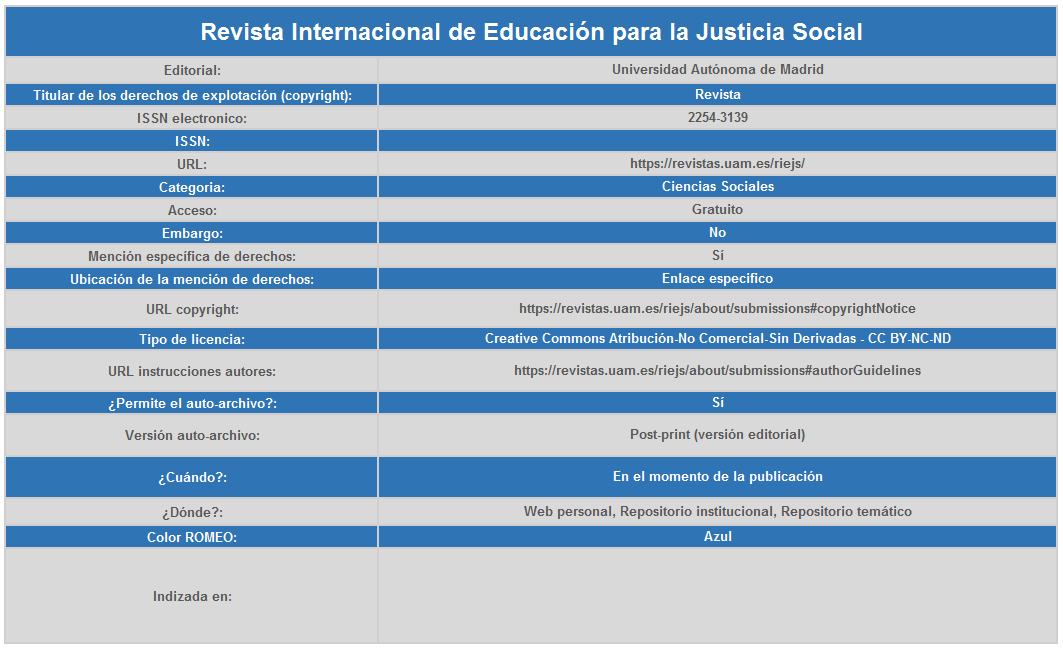 Revista Internacional de Educación para la Justicia Social
Editorial: Universidad Autónoma de Madrid
Titular de los derechos de explotación (copyright): Revista
ISSN electronico: 2254-3139
ISSN:
URL: https://revistas.uam.es/riejs/
Categoria: Ciencias Sociales
Acceso: Gratuito
Embargo: No
Mención específica de derechos: Sí
Ubicación de la mención de derechos: Enlace específico
URL copyright: https://revistas.uam.es/riejs/about/submissions#copyrightNotice
Tipo de licencia: Creative Commons Atribución-No Comercial-Sin Derivadas - CC BY-NC-ND
URL instrucciones autores: https://revistas.uam.es/riejs/about/submissions#authorGuidelines
¿Permite el auto-archivo?: Sí
Versión auto-archivo: Post-print (versión editorial)
¿Cuándo?: En el momento de la publicación
¿Dónde?: Web personal, Repositorio institucional, Repositorio temático
Color ROMEO: Azul
Indizada en: